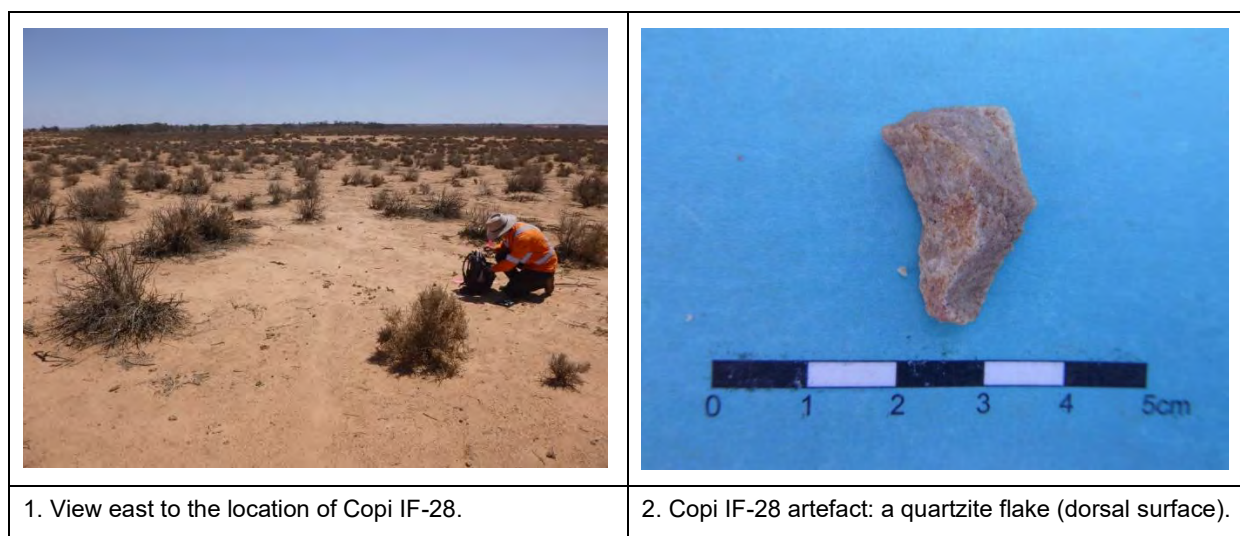 0 1 2 3 4 5cm
1. View east to the location of Copi IF-28.
2. Copi IF-28 artefact: a quartzite flake (dorsal surface).